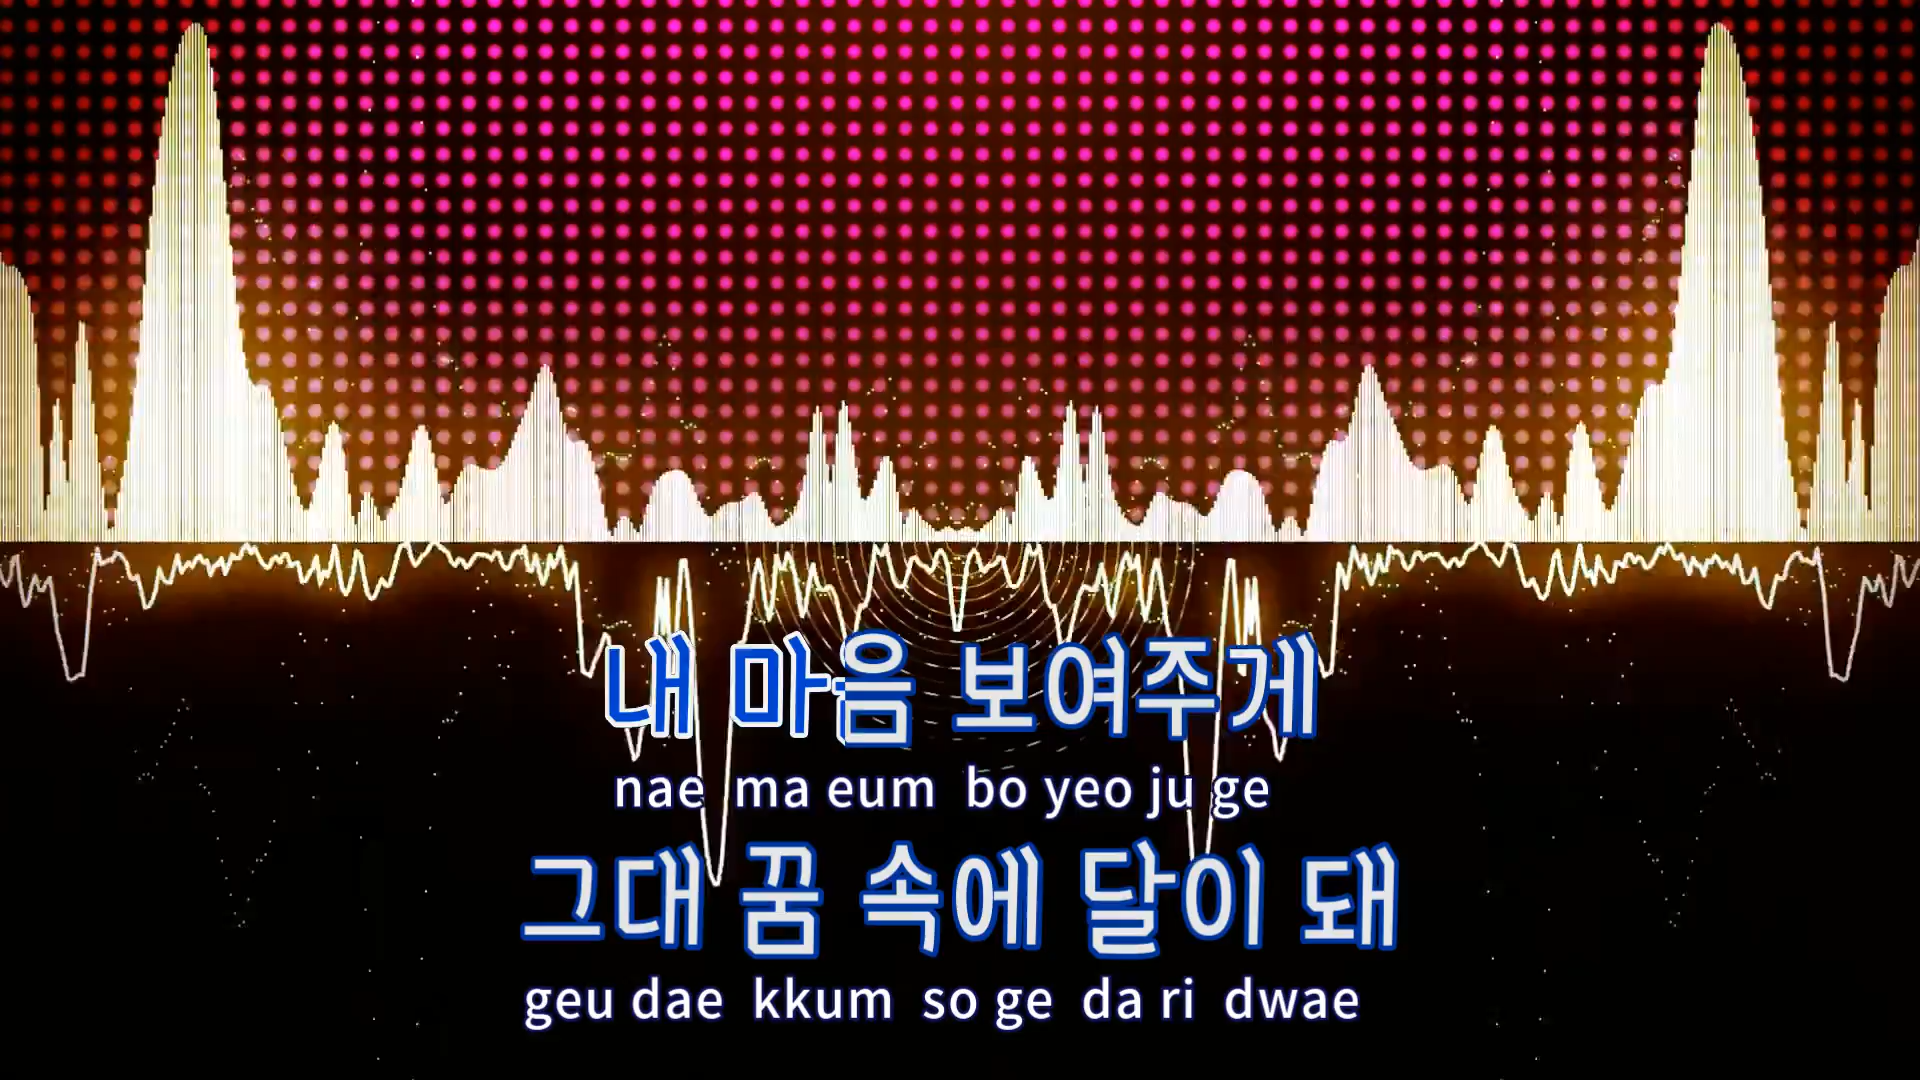 내 마음 보여주게
nae ma eum bo yeo ju ge
그대 꿈 속에 달이 돼
geu dae kkum so ge da ri dwae